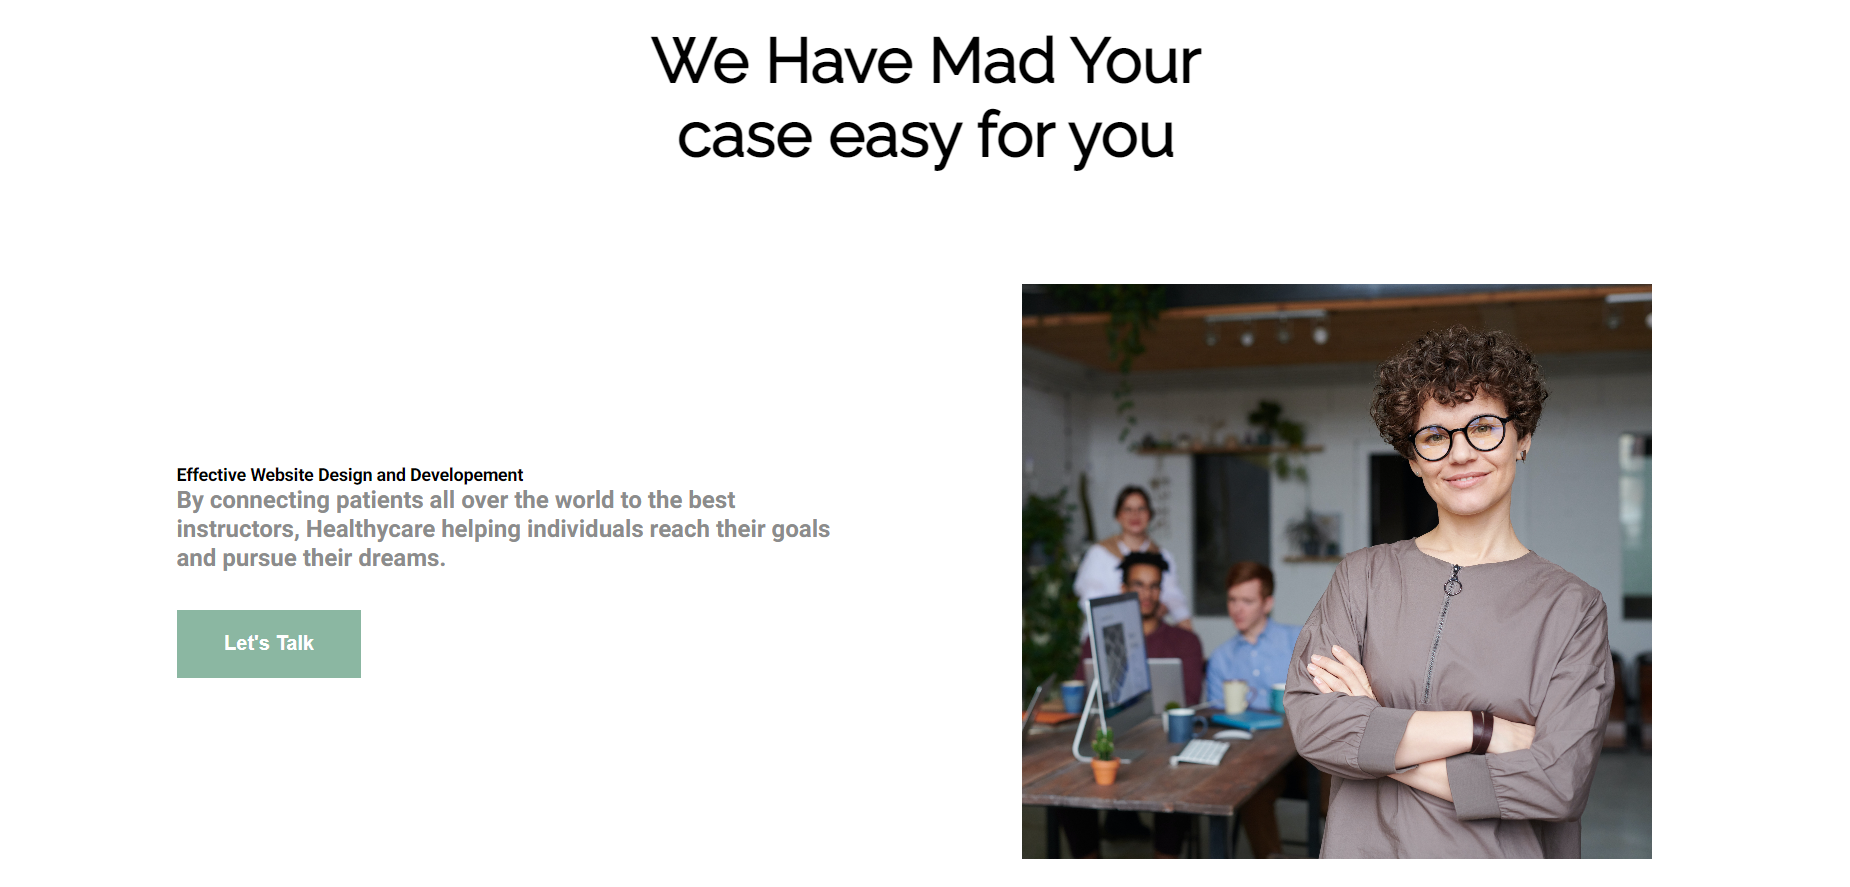 We Have Mad Your
case easy for you
Effective Website Design and Developement
By connecting patients all over the world to the best
instructors, Healthycare helping individuals reach their goals
and pursue their dreams.
Let's Talk